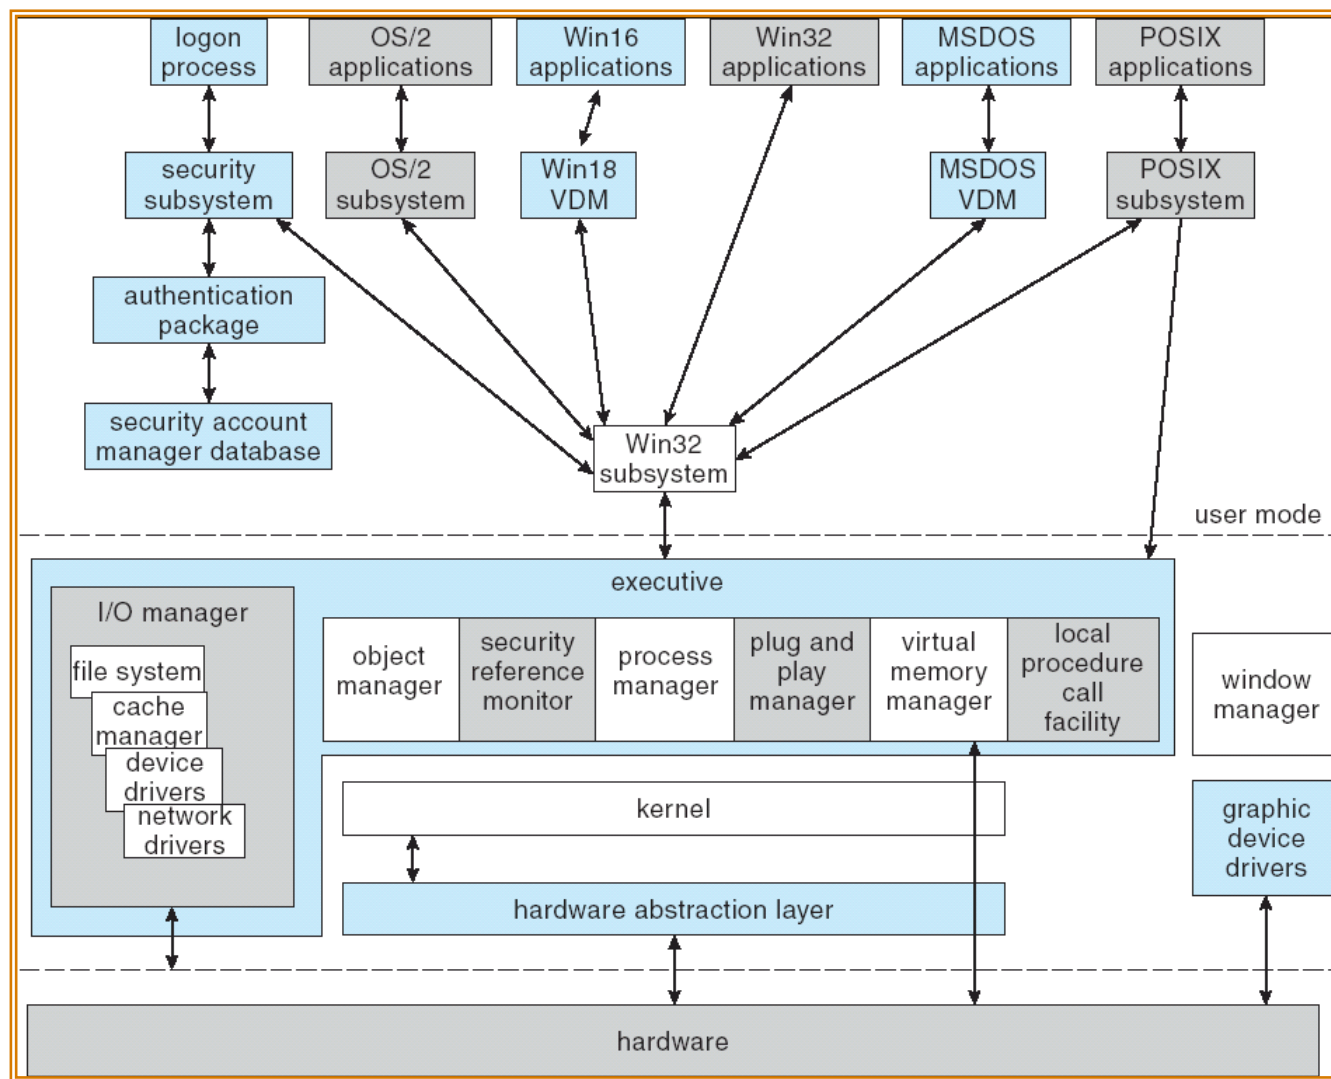 logon
process
OS/2
applications
Win16
applications
Win32
applications
MSDOS
applications
POSIX
applications
security
subsystem
OS/2
subsystem
Win18
VDM
MSDOS
VDM
POSIX
subsystem
authentication
package
security account
manager database
Win32
subsystem
user mode
executive
I/O manager
file system
cache
manager
device
drivers
network
drivers
object
manager
security
reference
monitor
process
manager
plug and
play
manager
virtual
memory
manager
local
procedure
call
facility
window
manager
kernel
graphic
device
drivers
hardware abstraction layer
hardware